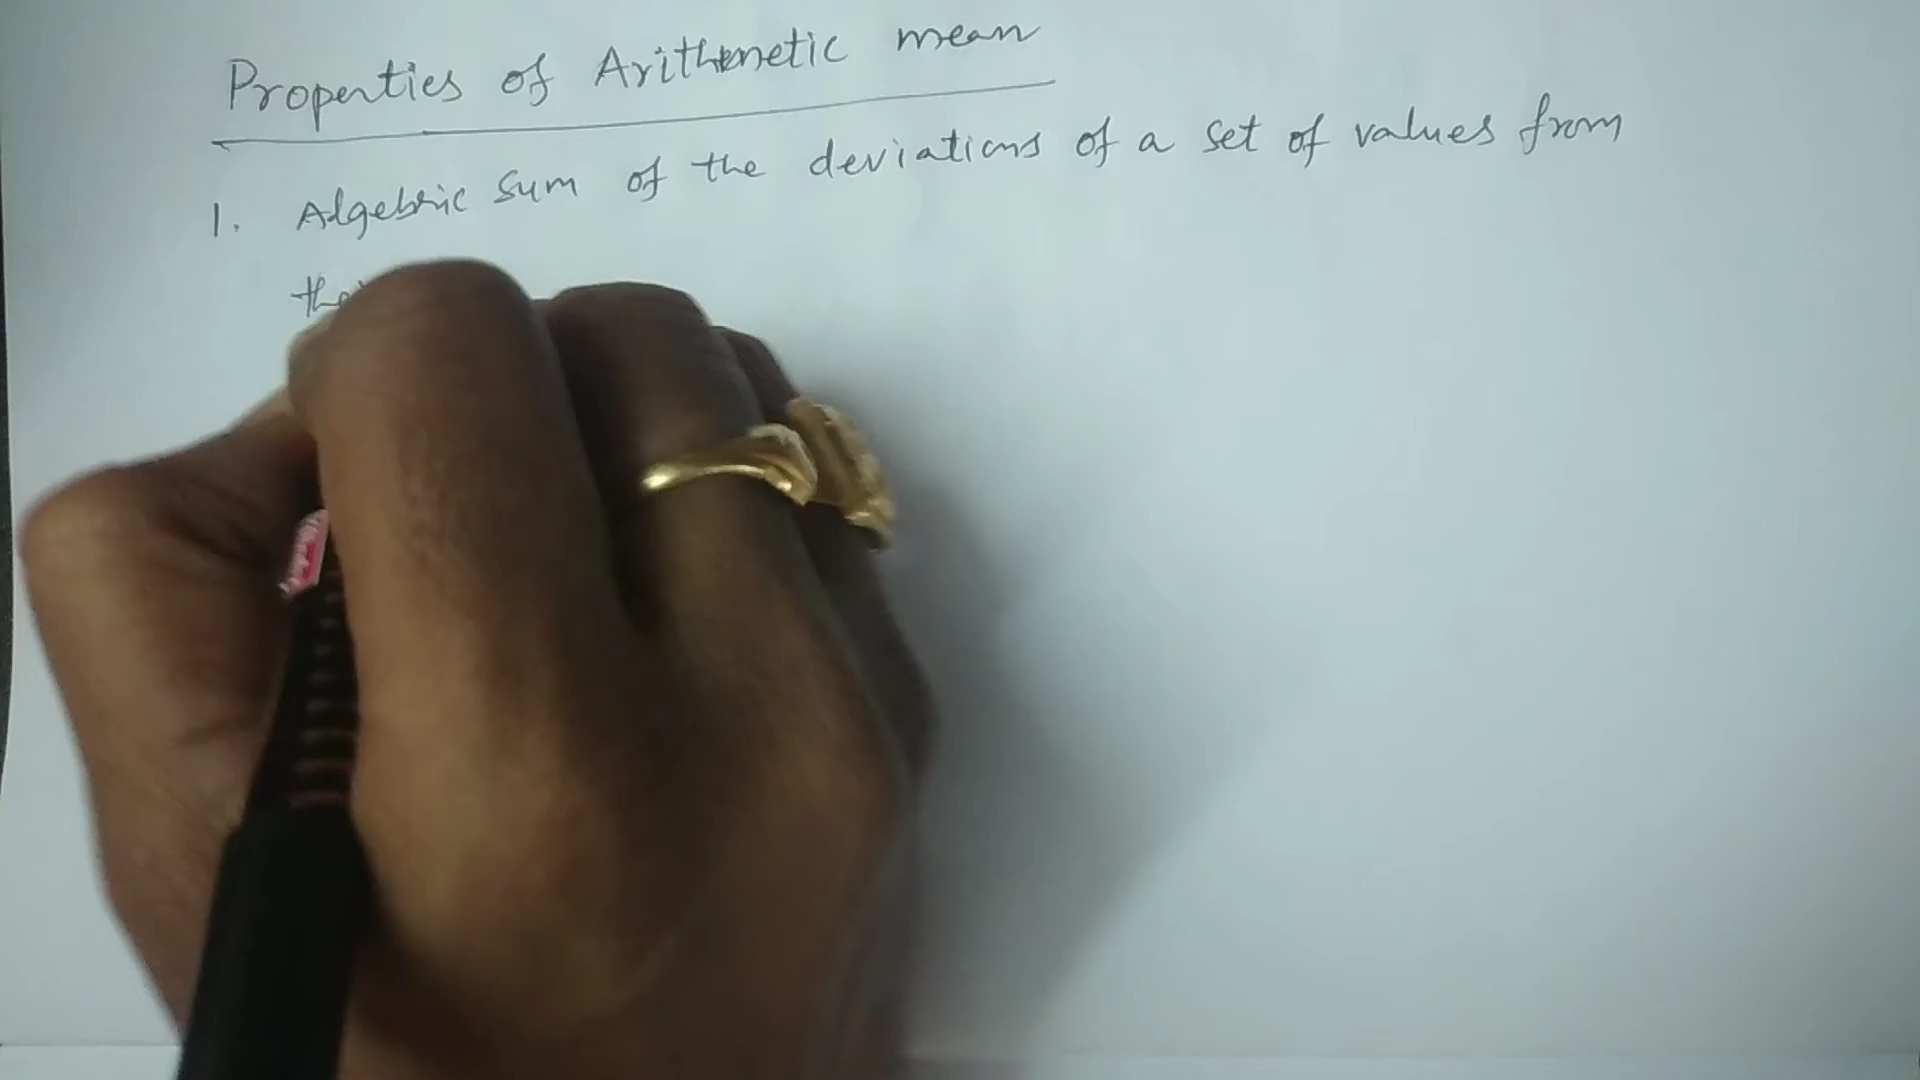 Properties of Arithmetic mean
1. Algebric sum of the deviations of a set of values from